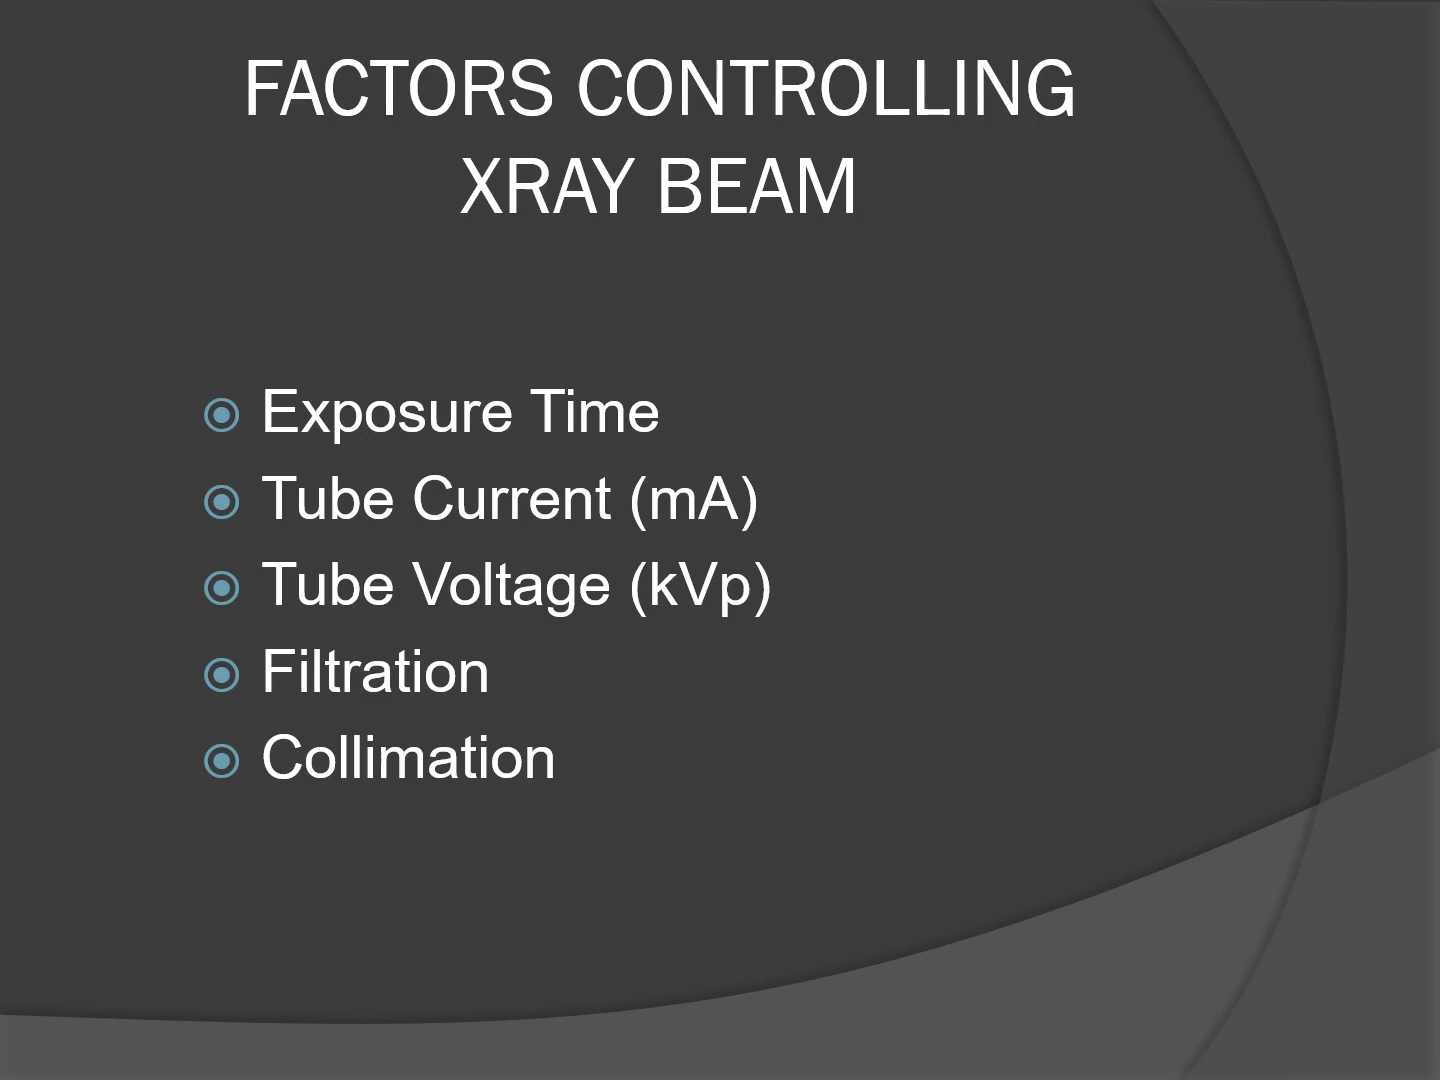 FACTORS CONTROLLING
XRAY BEAM
Exposure Time
Tube Current (mA)
Tube Voltage (kVp)
Filtration
Collimation